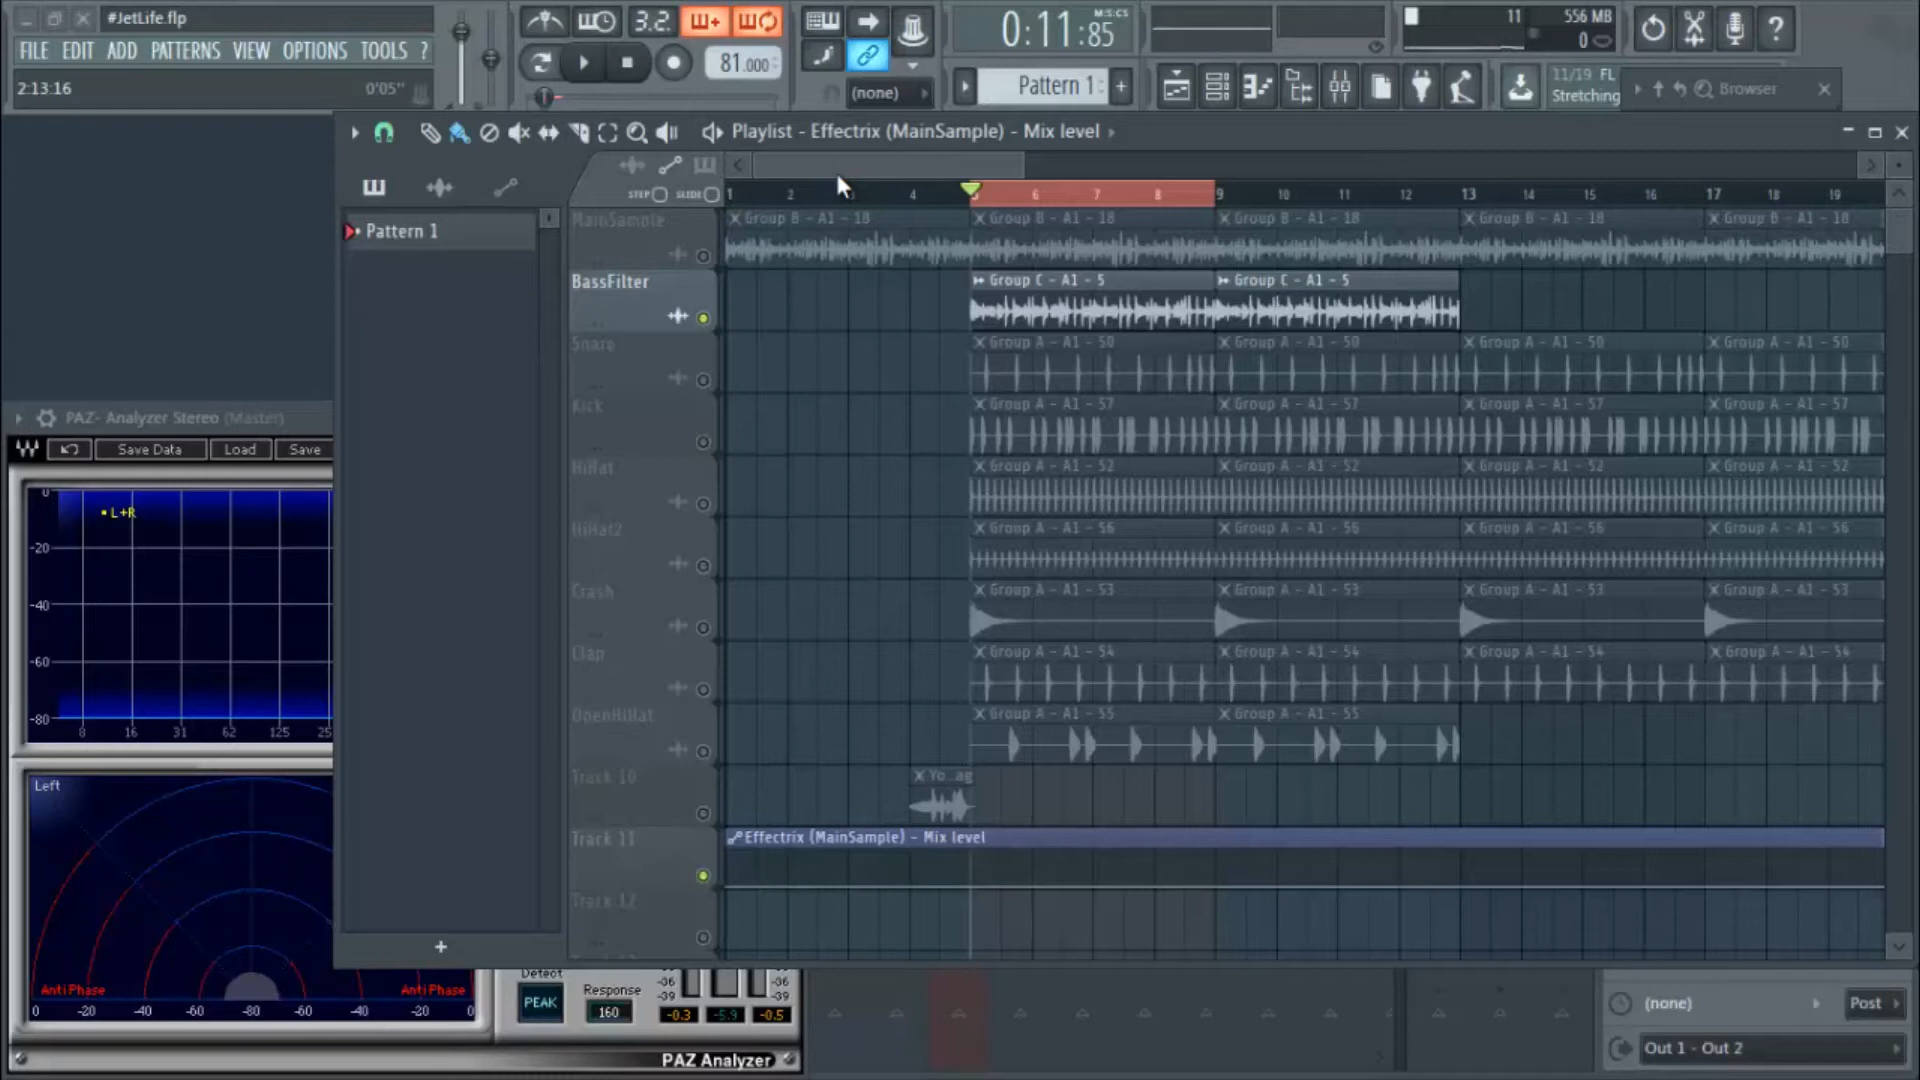 #JetLife.flp
FILE EDIT ADD PATTERNS VIEW OPTIONS TOOLS ?
2:13:16 0'05"
3.2.
81.000
(none)
0:11:85 M:S:CS
Pattern 1
11 556 MB
0
11/19 FL
Stretching
Browser
Playlist - Effectrix (MainSample) - Mix level
STEP SLIDE
1 2 3 4 5 6 7 8 9 10 11 12 13 14 15 16 17 18 19
Pattern 1
MainSample
Group B - A1 - 18 Group B - A1 - 18 Group B - A1 - 18 Group B - A1 - 18 Group B - A1 - 18
BassFilter
Group C - A1 - 5 Group C - A1 - 5
Snare
Group A - A1 - 50 Group A - A1 - 50 Group A - A1 - 50 Group A - A1 - 50
Kick
Group A - A1 - 57 Group A - A1 - 57 Group A - A1 - 57 Group A - A1 - 57
HiHat
Group A - A1 - 52 Group A - A1 - 52 Group A - A1 - 52 Group A - A1 - 52
HiHat2
Group A - A1 - 56 Group A - A1 - 56 Group A - A1 - 56 Group A - A1 - 56
Crash
Group A - A1 - 53 Group A - A1 - 53 Group A - A1 - 53 Group A - A1 - 53
Clap
Group A - A1 - 54 Group A - A1 - 54 Group A - A1 - 54 Group A - A1 - 54
OpenHiHat
Group A - A1 - 55 Group A - A1 - 55
Track 10
Yo..ag
Track 11
Effectrix (MainSample) - Mix level
Track 12
PAZ- Analyzer Stereo (Master)
Save Data Load Save
L+R
0
-20
-40
-60
-80
8 16 31 62 125 25
Left
AntiPhase AntiPhase
0 -20 -40 -60 -80 -60 -40 -20 0
Detect
PEAK
Response
160
-36 -36
-39 -39
-0.3 -5.9 -0.5
PAZ Analyzer
(none) Post
Out 1 - Out 2